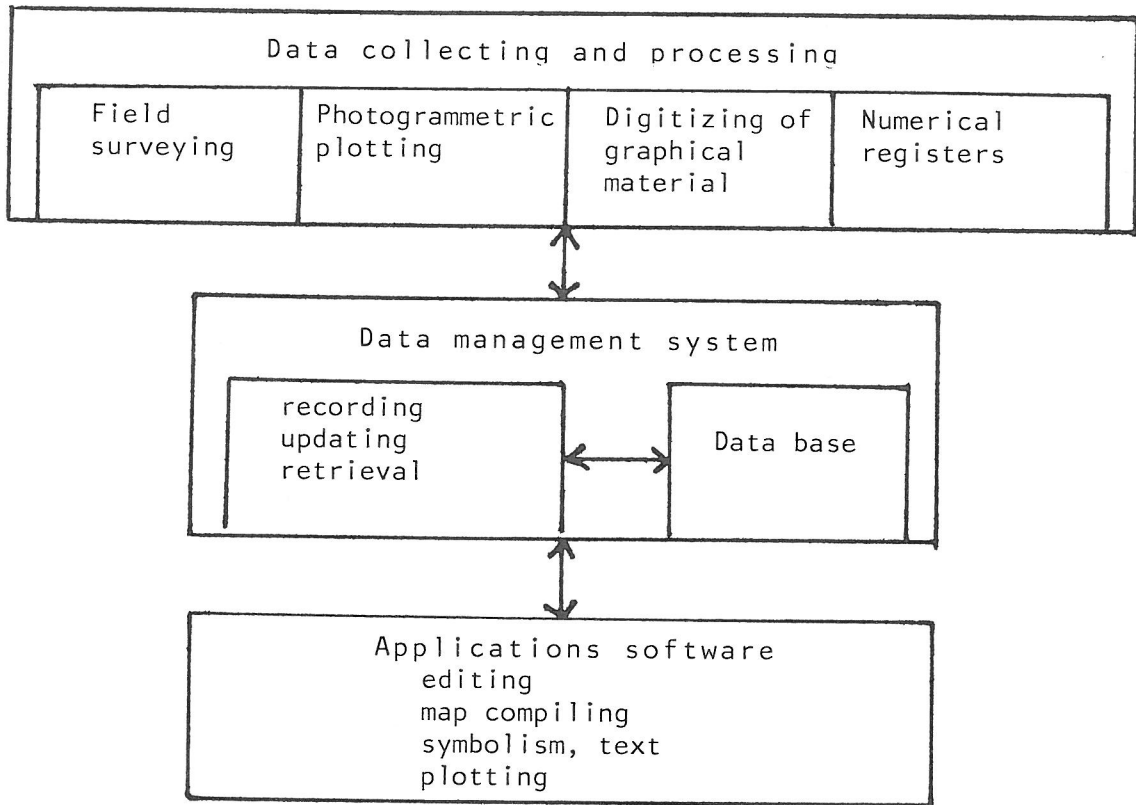 Data collecting and processing
Field
surveying
Photogrammetric
plotting
Digitizing of
graphical
material
Numerical
registers
Data management system
recording
updating
retrieval
Data base
Applications software
editing
map compiling
symbolism, text
plotting